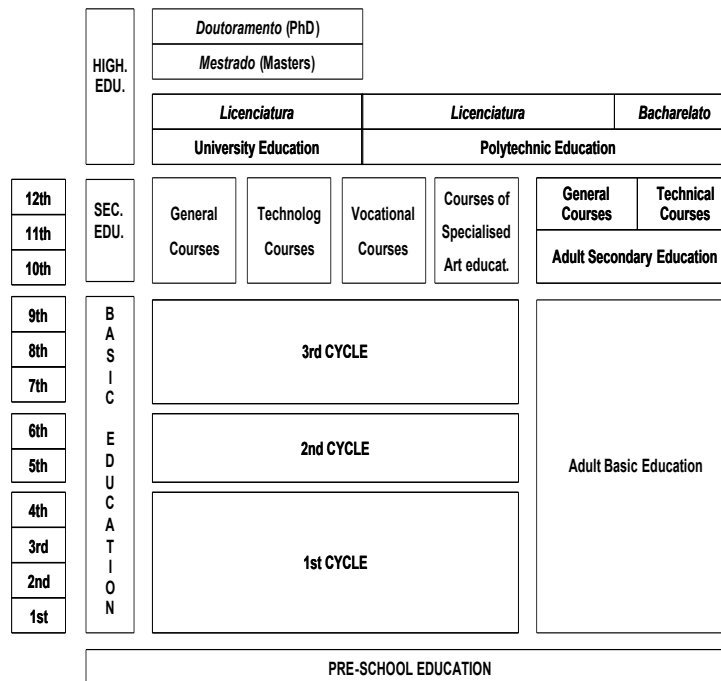 Doutoramento (PhD)
Mestrado (Masters)
HIGH.
EDU.
Licenciatura
Licenciatura
Bacharelato
University Education
Polytechnic Education
12th
11th
10th
SEC.
EDU.
General
Courses
Technolog
Courses
Vocational
Courses
Courses of
Specialised
Art educat.
General
Courses
Technical
Courses
Adult Secondary Education
9th
8th
7th
6th
5th
4th
3rd
2nd
1st
BASIC EDUCATION
3rd CYCLE
2nd CYCLE
1st CYCLE
Adult Basic Education
PRE-SCHOOL EDUCATION